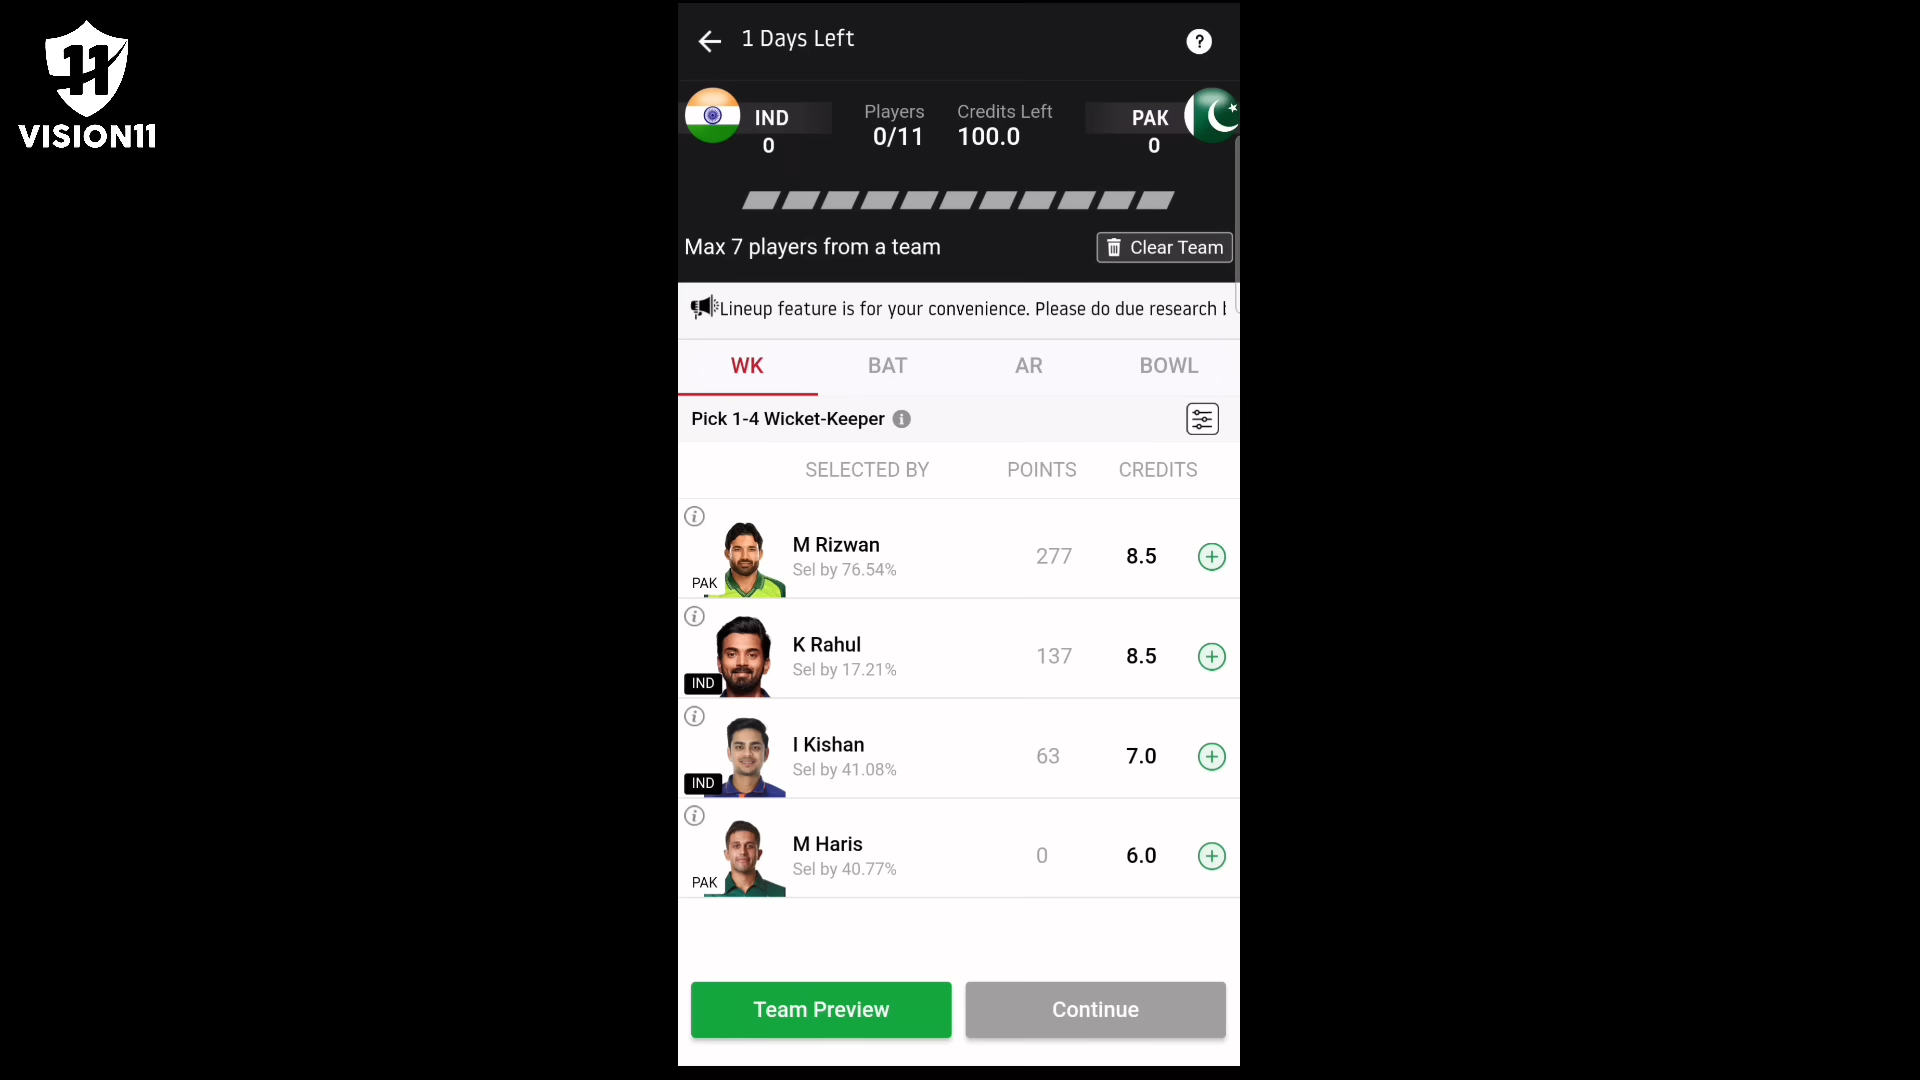 VISION11
1 Days Left
?
IND
0
Players
0/11
Credits Left
100.0
PAK
0
Max 7 players from a team
Clear Team
Lineup feature is for your convenience. Please do due research
WK BAT AR BOWL
Pick 1-4 Wicket-Keeper
SELECTED BY POINTS CREDITS
M Rizwan
Sel by 76.54%
PAK
277
8.5
K Rahul
Sel by 17.21%
IND
137
8.5
I Kishan
Sel by 41.08%
IND
63
7.0
M Haris
Sel by 40.77%
PAK
0
6.0
Team Preview
Continue